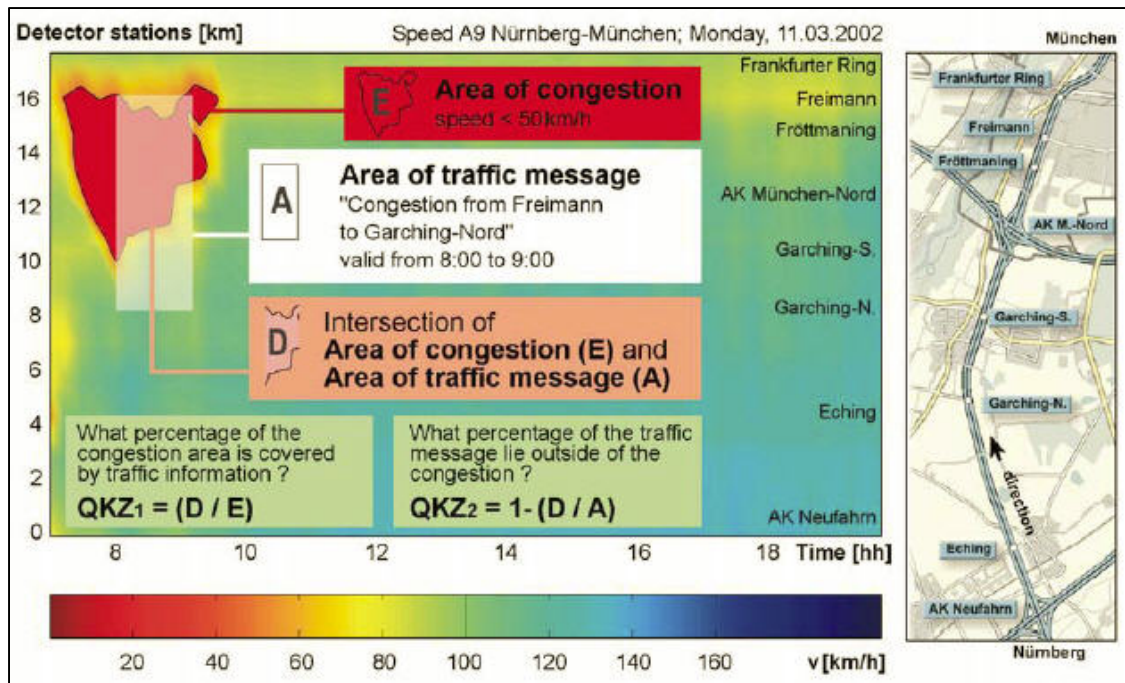 Detector stations [km]
Speed A9 Nürnberg-München; Monday, 11.03.2002
16
14
12
10
8
6
4
2
0
E
Area of congestion
speed < 50 km/h
A
Area of traffic message
"Congestion from Freimann
to Garching-Nord"
valid from 8:00 to 9:00
D
Intersection of
Area of congestion (E) and
Area of traffic message (A)
What percentage of the
congestion area is covered
by traffic information ?
QKZ1 = (D / E)
What percentage of the traffic
message lie outside of the
congestion ?
QKZ2 = 1-(D / A)
Frankfurter Ring
Freimann
Fröttmaning
AK München-Nord
Garching-S.
Garching-N.
Eching
AK Neufahrn
8 10 12 14 16 18 Time [hh]
20 40 60 80 100 120 140 160 v [km/h]
München
Frankfurter Ring
Freimann
Fröttmaning
AK M.-Nord
Garching-S.
Garching-N.
direction
Eching
AK Neufahrn
Nürnberg